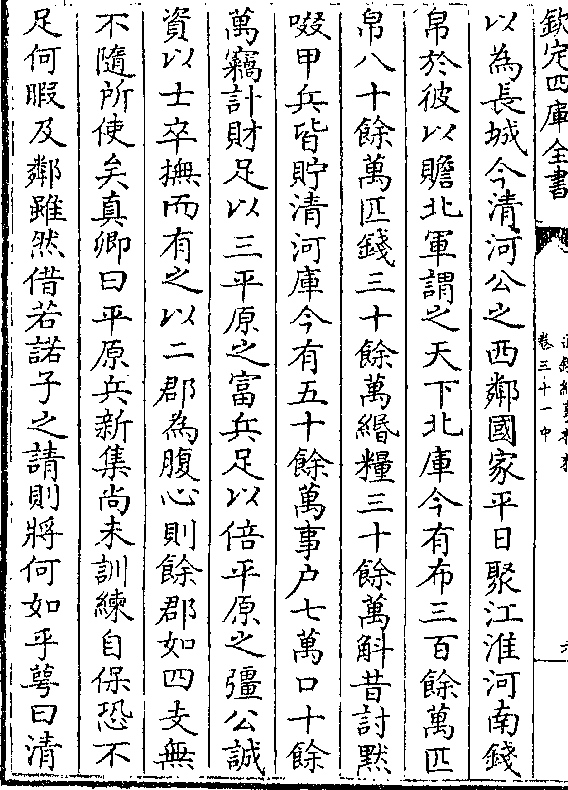 欽定四庫全書
卷三十一中
以為長城今清河公之西鄰國家平日聚江淮河南錢
帛於彼以贍北軍謂之天下北庫今有布三百餘萬匹
帛八十餘萬匹錢三十餘萬緡糧三十餘萬斛昔討默
啜甲兵皆貯清河庫今有五十餘萬事户七萬口十餘
萬竊計財足以三平原之富兵足以倍平原之彊公誠
資以士卒撫而有之以二郡為腹心則餘郡如四支無
不隨所使矣真卿曰平原兵新集尚未訓練自保恐不
足何暇及鄰雖然借若諾子之請則將何如乎蕚曰清